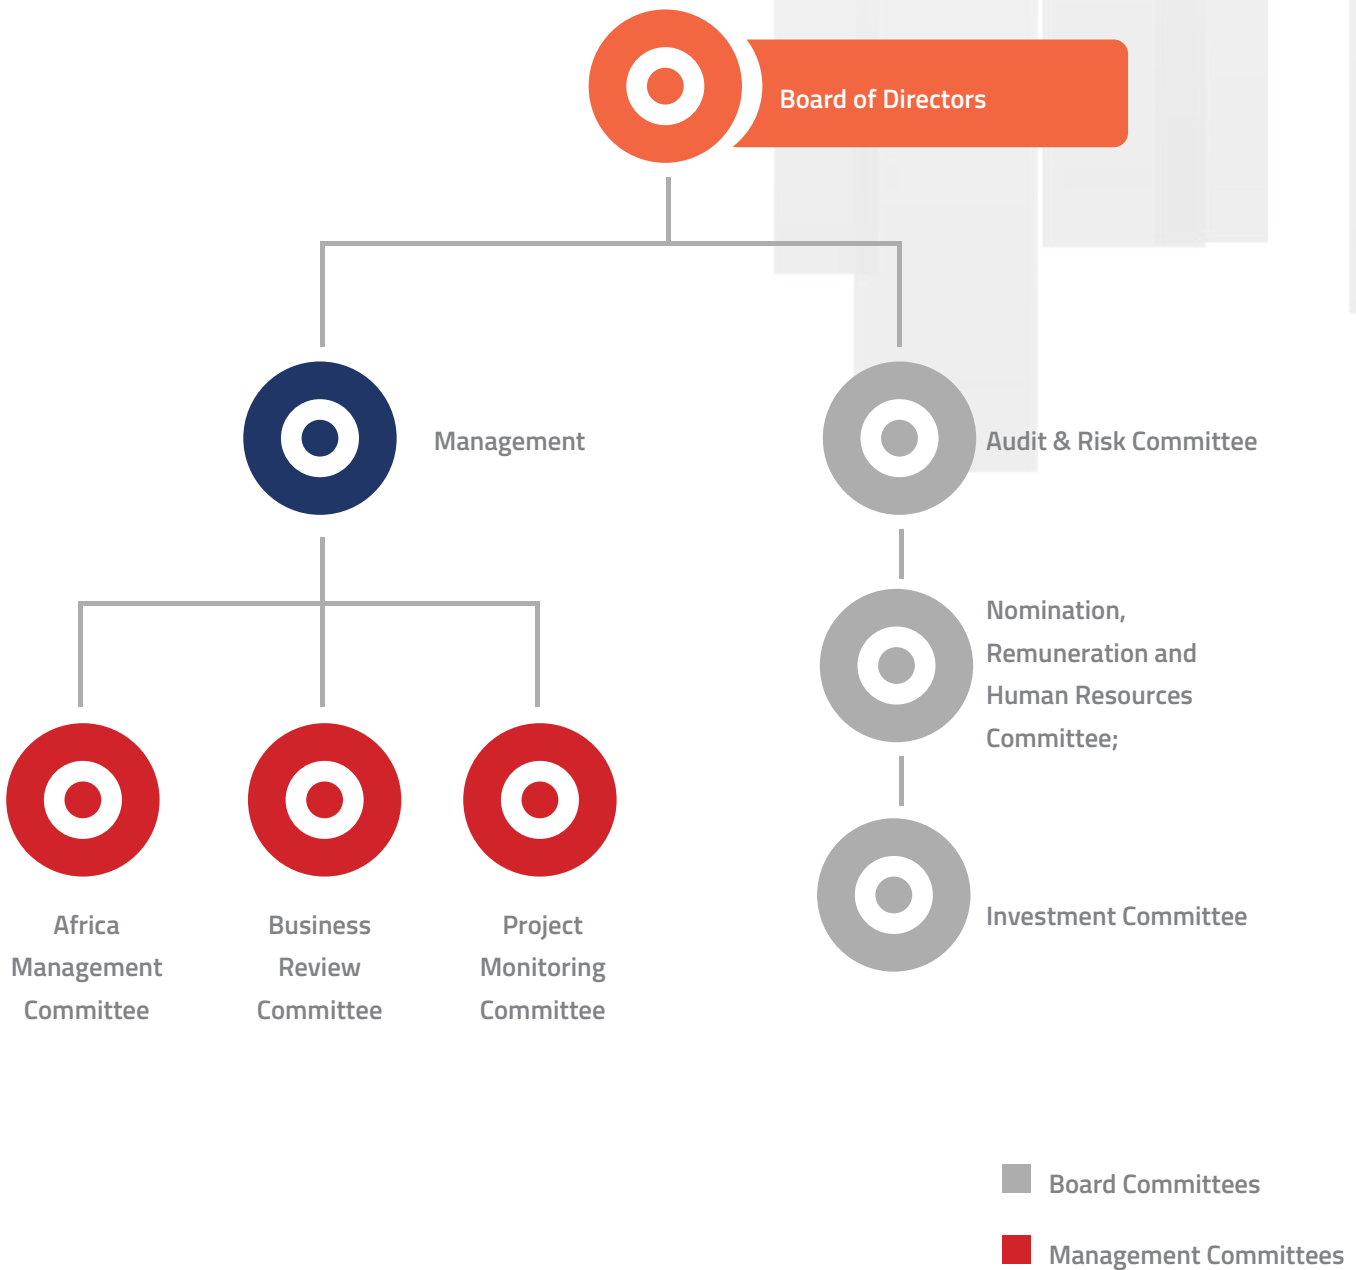 Board of Directors
Management
Audit & Risk Committee
Nomination,
Remuneration and
Human Resources
Committee;
Africa
Management
Committee
Business
Review
Committee
Project
Monitoring
Committee
Investment Committee
Board Committees
Management Committees